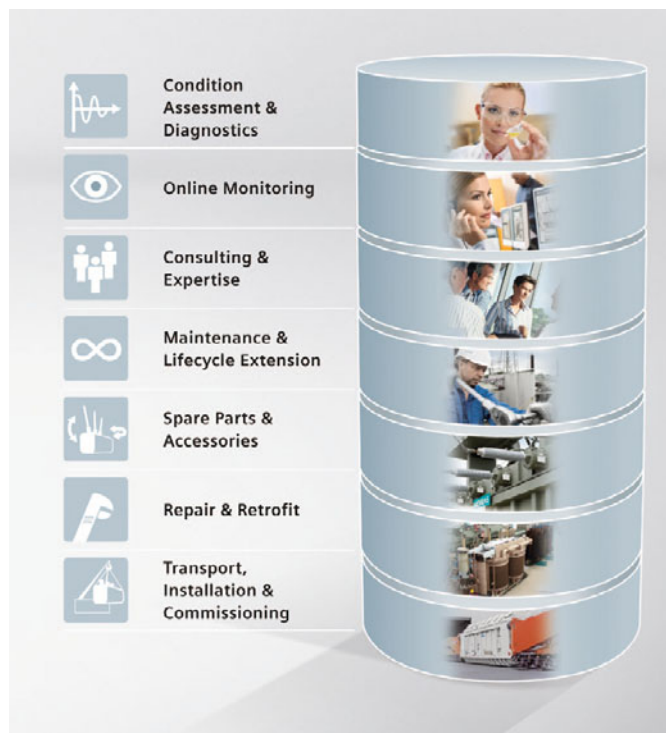 Condition
Assessment &
Diagnostics
Online Monitoring
Consulting &
Expertise
Maintenance &
Lifecycle Extension
Spare Parts &
Accessories
Repair & Retrofit
Transport,
Installation &
Commissioning